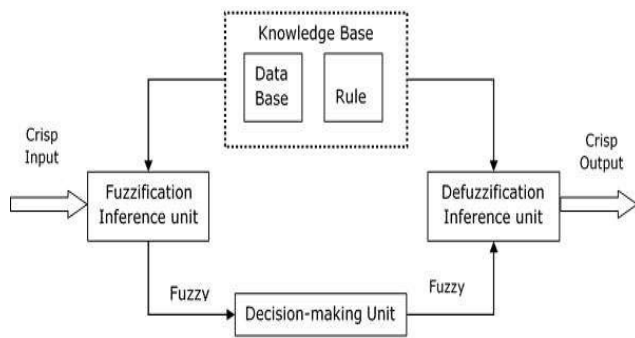 Knowledge Base
Data
Base
Rule
Crisp
Input
Crisp
Output
Fuzzification
Inference unit
Defuzzification
Inference unit
Fuzzy
Fuzzy
Decision-making Unit